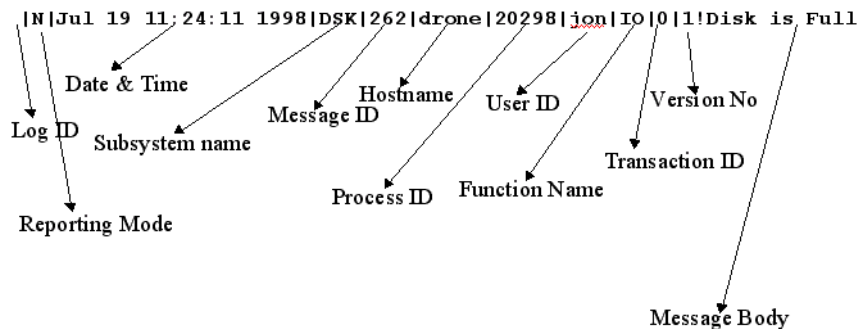 |N|Jul 19 11:24:11 1998|DSK|262|drone|20298|jon|IO|0|1!Disk is Full
Date & Time
Hostname
User ID
Version No
Message ID
Log ID
Subsystem name
Transaction ID
Process ID
Function Name
Reporting Mode
Message Body